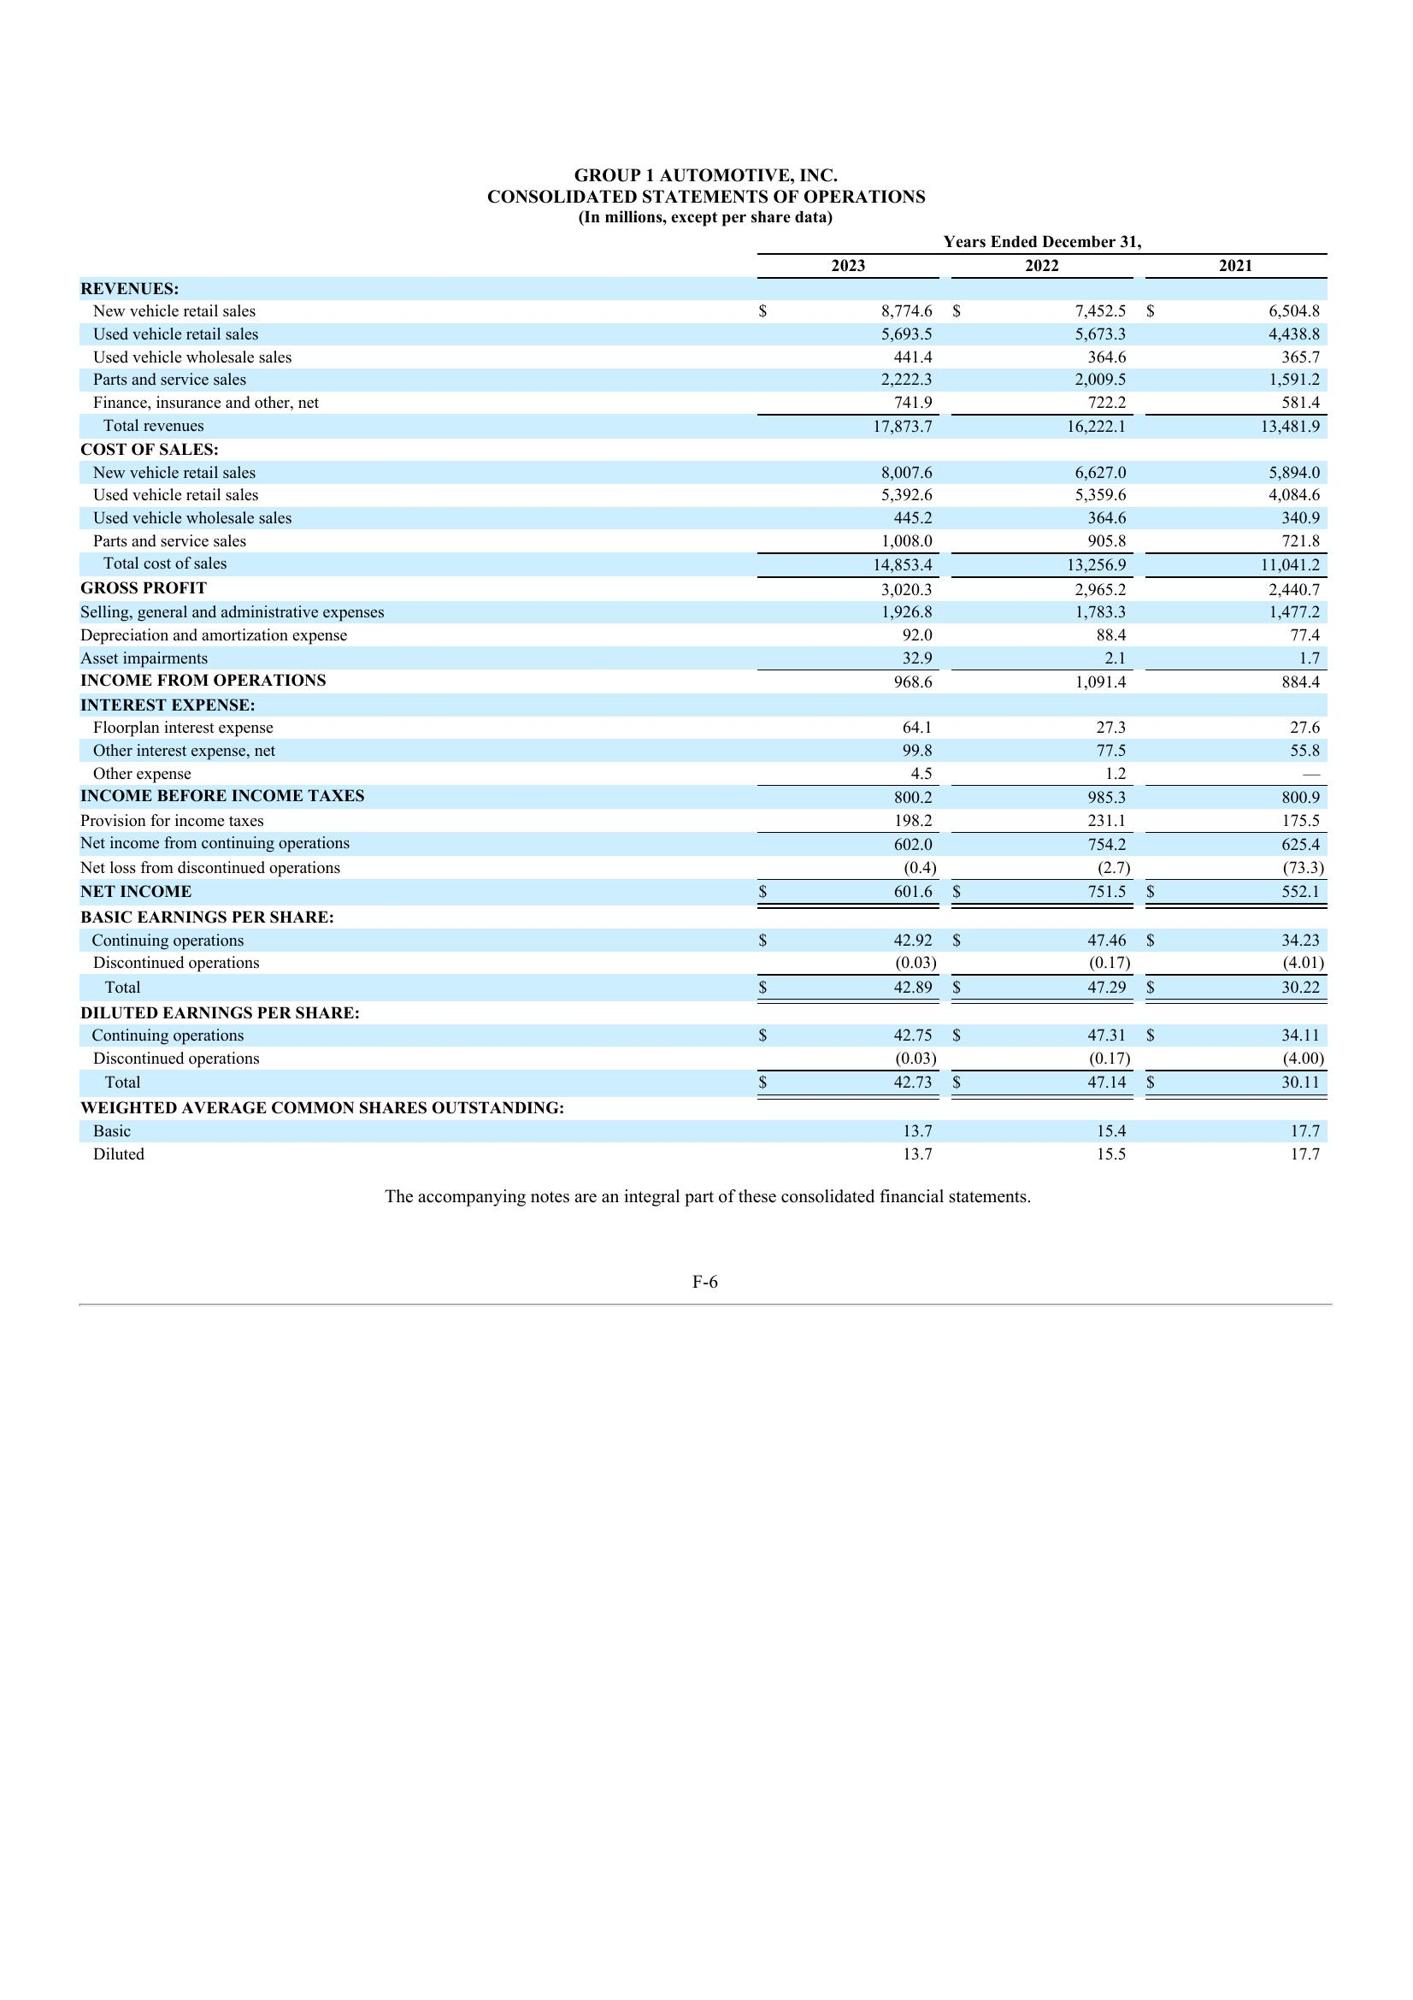 GROUP 1 AUTOMOTIVE, INC.
CONSOLIDATED STATEMENTS OF OPERATIONS
(In millions, except per share data)
Years Ended December 31,
2023 2022 2021
REVENUES:
New vehicle retail sales $ 8,774.6 $ 7,452.5 $ 6,504.8
Used vehicle retail sales 5,693.5 5,673.3 4,438.8
Used vehicle wholesale sales 441.4 364.6 365.7
Parts and service sales 2,222.3 2,009.5 1,591.2
Finance, insurance and other, net 741.9 722.2 581.4
Total revenues 17,873.7 16,222.1 13,481.9
COST OF SALES:
New vehicle retail sales 8,007.6 6,627.0 5,894.0
Used vehicle retail sales 5,392.6 5,359.6 4,084.6
Used vehicle wholesale sales 445.2 364.6 340.9
Parts and service sales 1,008.0 905.8 721.8
Total cost of sales 14,853.4 13,256.9 11,041.2
GROSS PROFIT 3,020.3 2,965.2 2,440.7
Selling, general and administrative expenses 1,926.8 1,783.3 1,477.2
Depreciation and amortization expense 92.0 88.4 77.4
Asset impairments 32.9 2.1 1.7
INCOME FROM OPERATIONS 968.6 1,091.4 884.4
INTEREST EXPENSE:
Floorplan interest expense 64.1 27.3 27.6
Other interest expense, net 99.8 77.5 55.8
Other expense 4.5 1.2 —
INCOME BEFORE INCOME TAXES 800.2 985.3 800.9
Provision for income taxes 198.2 231.1 175.5
Net income from continuing operations 602.0 754.2 625.4
Net loss from discontinued operations (0.4) (2.7) (73.3)
NET INCOME $ 601.6 $ 751.5 $ 552.1
BASIC EARNINGS PER SHARE:
Continuing operations $ 42.92 $ 47.46 $ 34.23
Discontinued operations (0.03) (0.17) (4.01)
Total $ 42.89 $ 47.29 $ 30.22
DILUTED EARNINGS PER SHARE:
Continuing operations $ 42.75 $ 47.31 $ 34.11
Discontinued operations (0.03) (0.17) (4.00)
Total $ 42.73 $ 47.14 $ 30.11
WEIGHTED AVERAGE COMMON SHARES OUTSTANDING:
Basic 13.7 15.4 17.7
Diluted 13.7 15.5 17.7
The accompanying notes are an integral part of these consolidated financial statements.
F-6